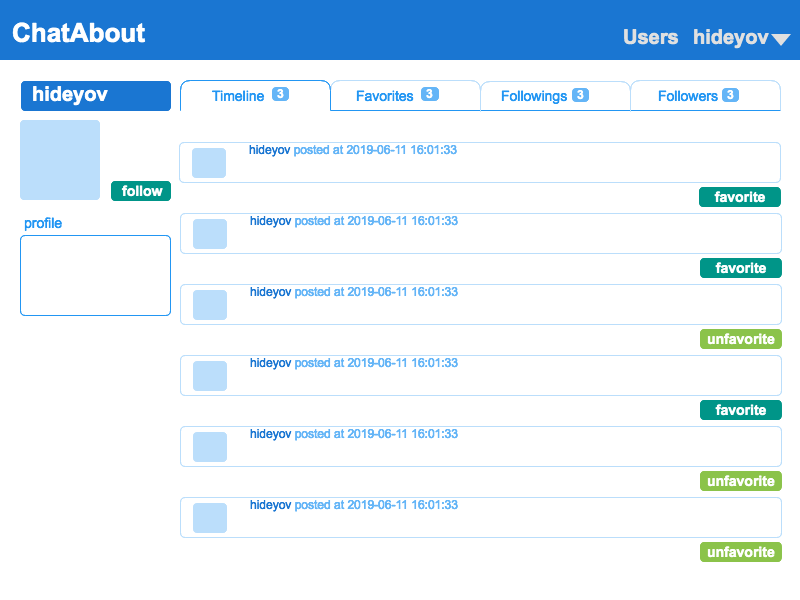 ChatAbout
Users hideyov
hideyov
Timeline 3 Favorites 3 Followings 3 Followers 3
follow
profile
hideyov posted at 2019-06-11 16:01:33
favorite
hideyov posted at 2019-06-11 16:01:33
favorite
hideyov posted at 2019-06-11 16:01:33
unfavorite
hideyov posted at 2019-06-11 16:01:33
favorite
hideyov posted at 2019-06-11 16:01:33
unfavorite
hideyov posted at 2019-06-11 16:01:33
unfavorite